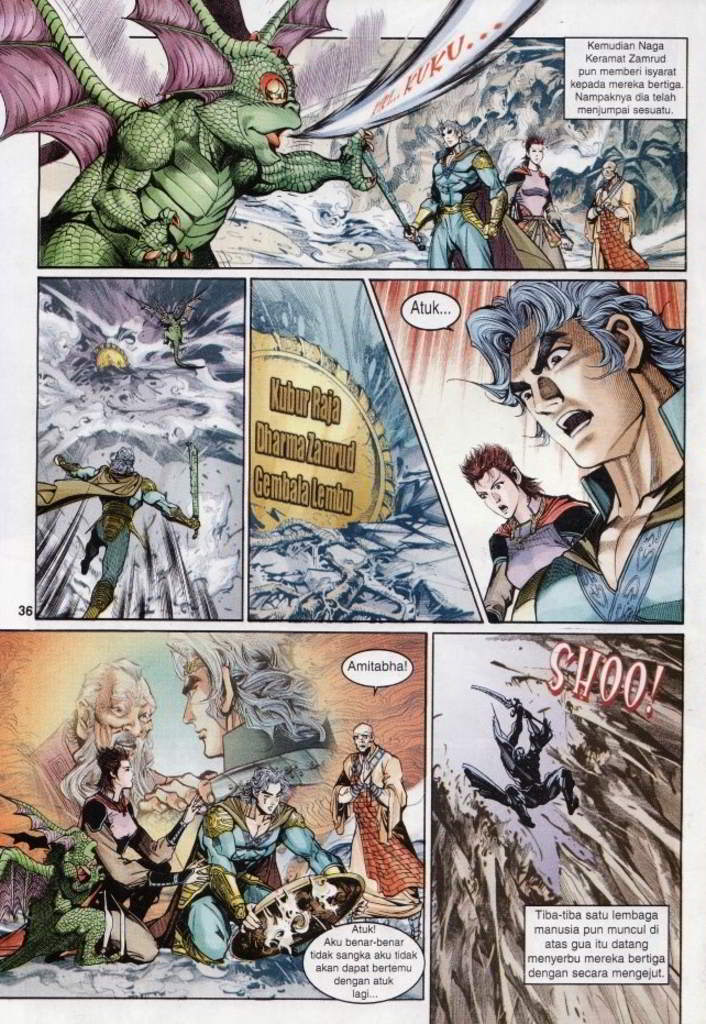 KU.. KUKU...
Kemudian Naga
Keramat Zamrud
pun memberi isyarat
kepada mereka bertiga.
Nampaknya dia telah
menjumpai sesuatu.
Kubur Raja
Dharma Zamrud
Gembala Lembu
Atuk...
36
Amitabha!
Atuk!
Aku benar-benar
tidak sangka aku tidak
akan dapat bertemu
dengan atuk
lagi...
SHOO!
Tiba-tiba satu lembaga
manusia pun muncul di
atas gua itu datang
menyerbu mereka bertiga
dengan secara mengejut.